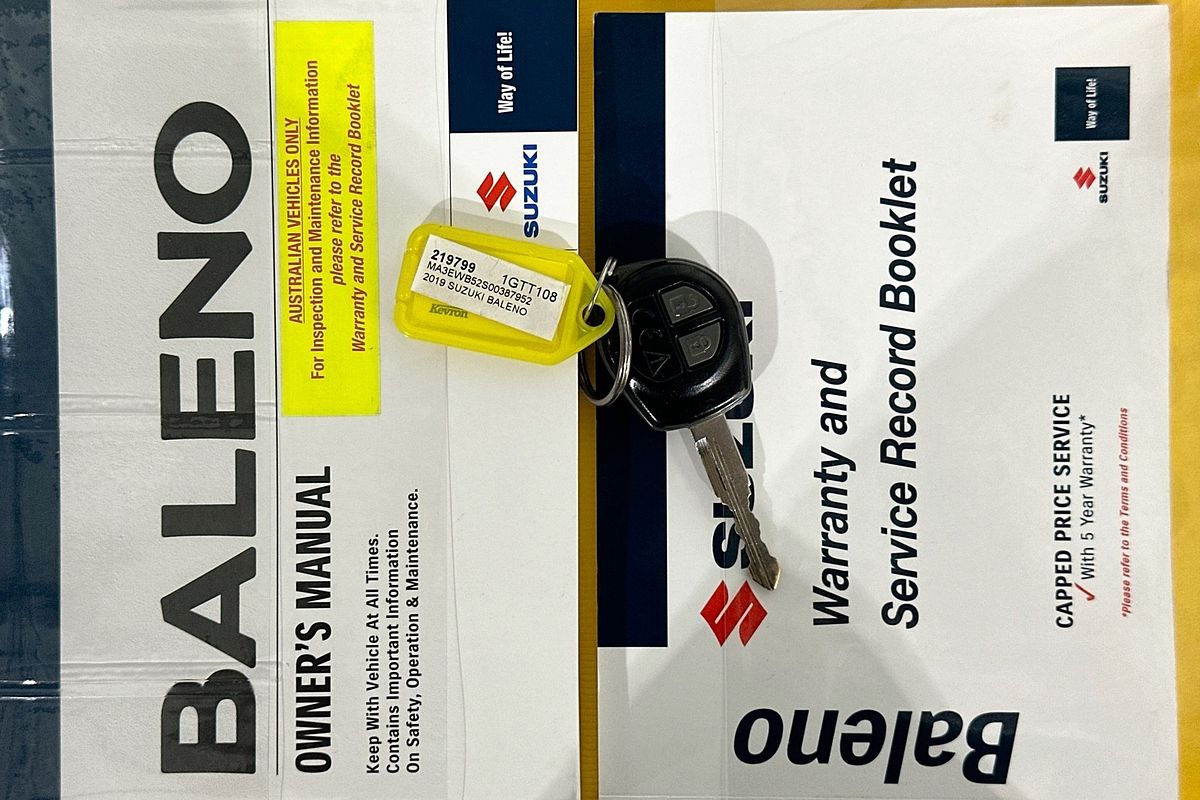 BALENO
AUSTRALIAN VEHICLES ONLY
For Inspection and Maintenance Information
please refer to the
Warranty and Service Record Booklet
OWNER'S MANUAL
Keep With Vehicle At All Times.
Contains Important Information
On Safety, Operation & Maintenance.
Way of Life!
SUZUKI
219799 1GTT108
MA3EWB52S00387952
2019 SUZUKI BALENO
Kevron
SUZUKI
Warranty and
Service Record Booklet
Way of Life!
SUZUKI
CAPPED PRICE SERVICE
With 5 Year Warranty*
*Please refer to the Terms and Conditions
Baleno